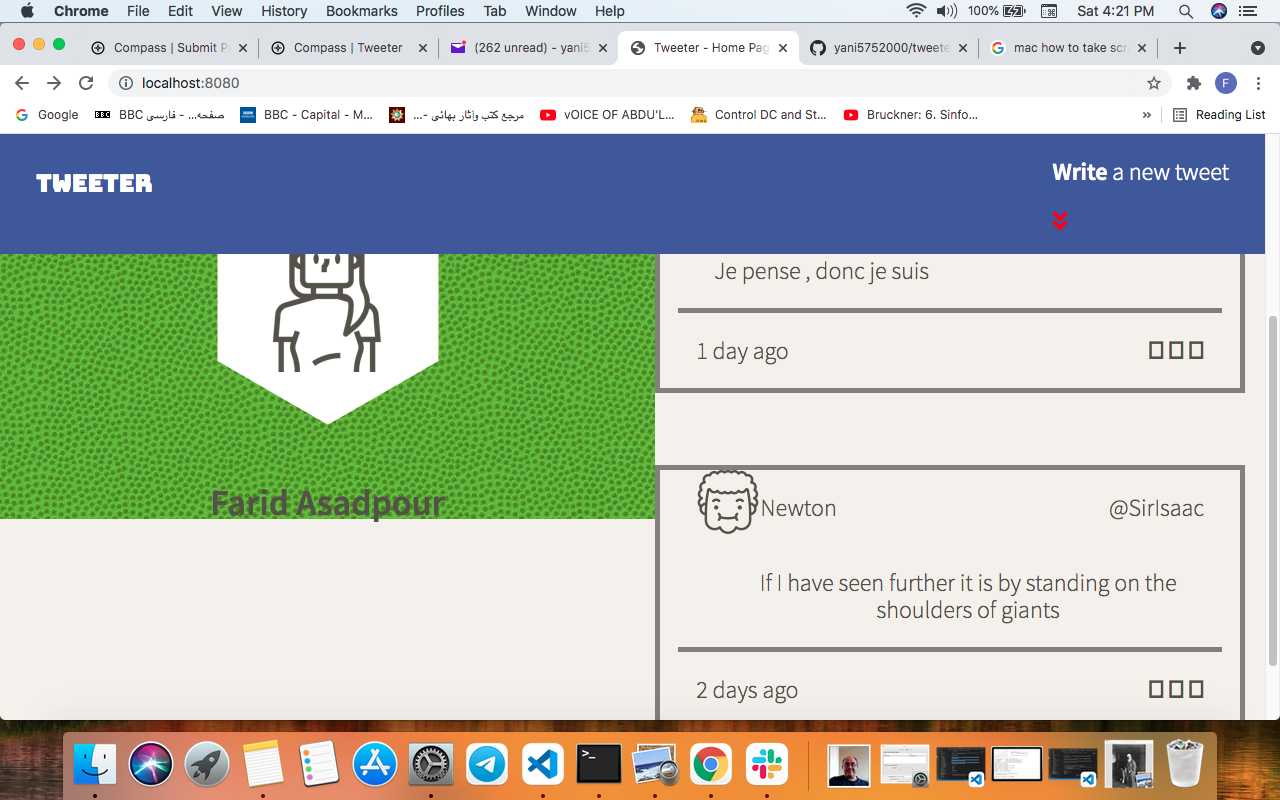 Chrome File Edit View History Bookmarks Profiles Tab Window Help 100% Sat 4:21 PM
Compass | Submit P
Compass | Tweeter
(262 unread) - yani5
Tweeter - Home Pag
yani5752000/tweete
mac how to take scr
localhost:8080
F
Google
BBC صفحه... - فارسی BBC
BBC - Capital - M...
مرجع کتب وآثار بهائی -...
vOICE OF ABDU'L...
Control DC and St...
Bruckner: 6. Sinfo...
»
Reading List
TWEETER
Write a new tweet
Je pense , donc je suis
1 day ago
Farid Asadpour
Newton
@SirIsaac
If I have seen further it is by standing on the
shoulders of giants
2 days ago